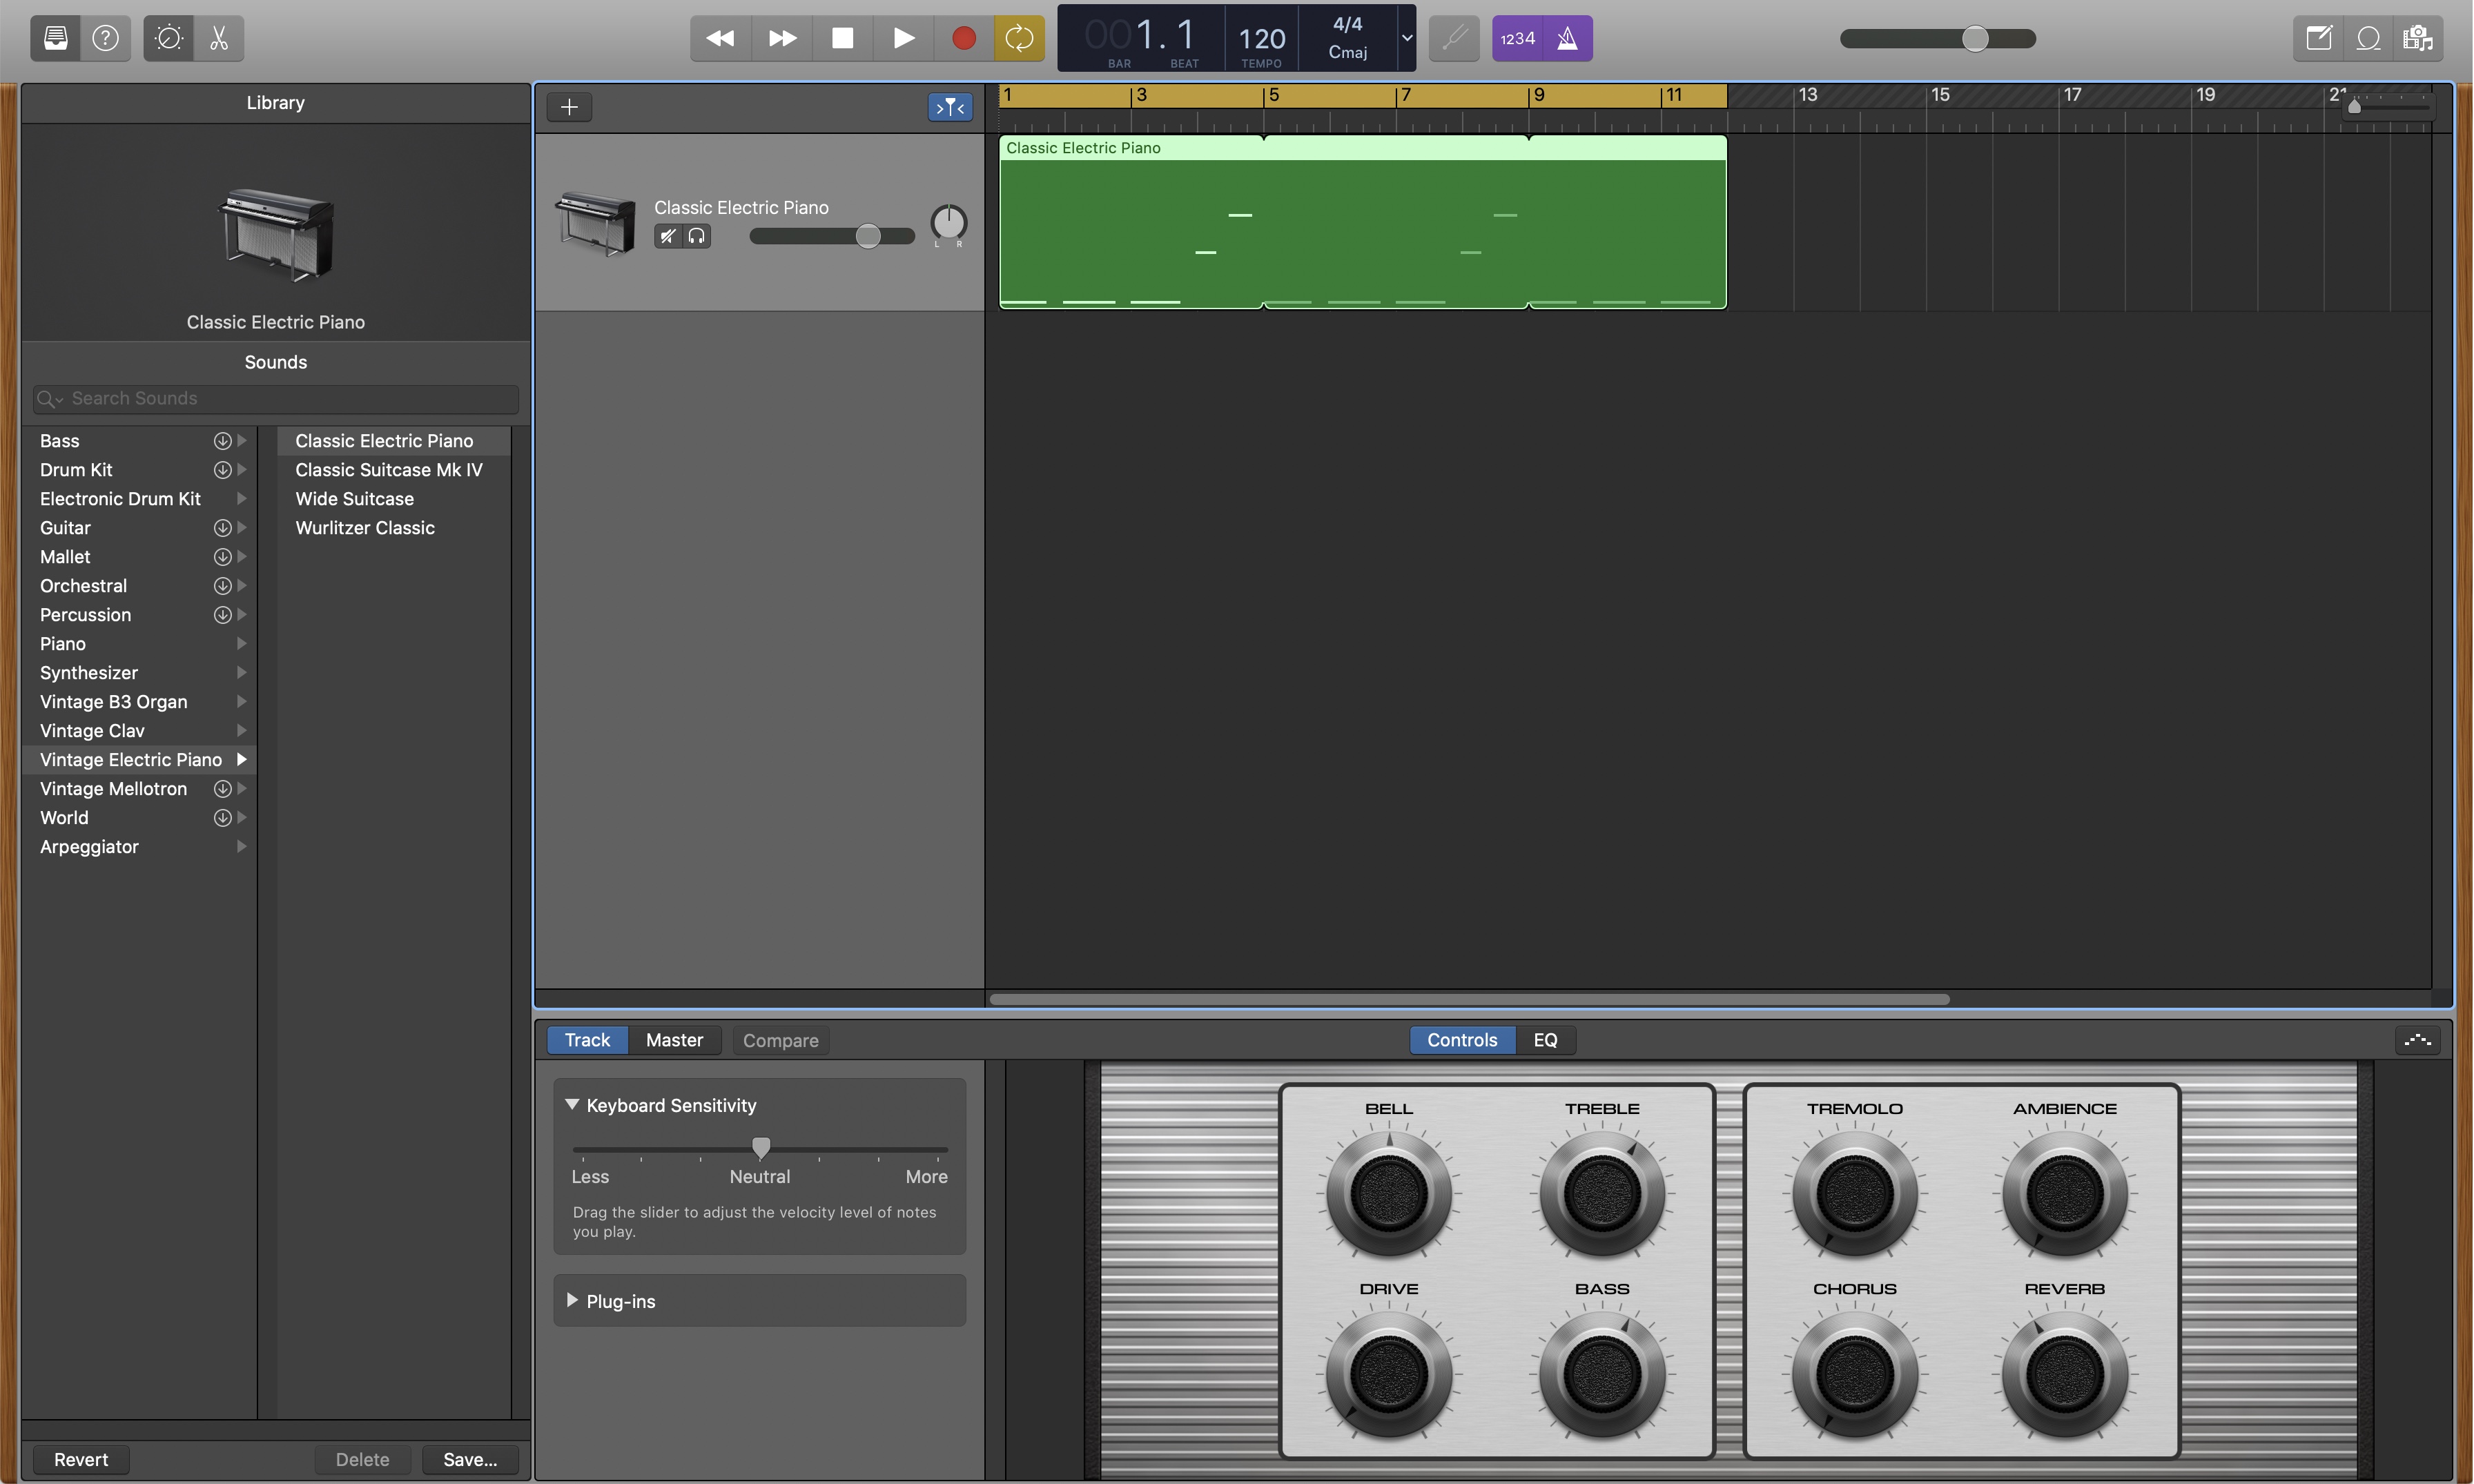 001. 1
BAR BEAT
120
TEMPO
4/4
Cmaj
1234
Library
Classic Electric Piano
Sounds
Search Sounds
Bass
Drum Kit
Electronic Drum Kit
Guitar
Mallet
Orchestral
Percussion
Piano
Synthesizer
Vintage B3 Organ
Vintage Clav
Vintage Electric Piano
Vintage Mellotron
World
Arpeggiator
Classic Electric Piano
Classic Suitcase Mk IV
Wide Suitcase
Wurlitzer Classic
Revert Delete Save...
1 3 5 7 9 11 13 15 17 19 21
Classic Electric Piano
L R
Classic Electric Piano
Track Master Compare
Controls EQ
Keyboard Sensitivity
Less Neutral More
Drag the slider to adjust the velocity level of notes
you play.
Plug-ins
BELL TREBLE TREMOLO AMBIENCE
DRIVE BASS CHORUS REVERB